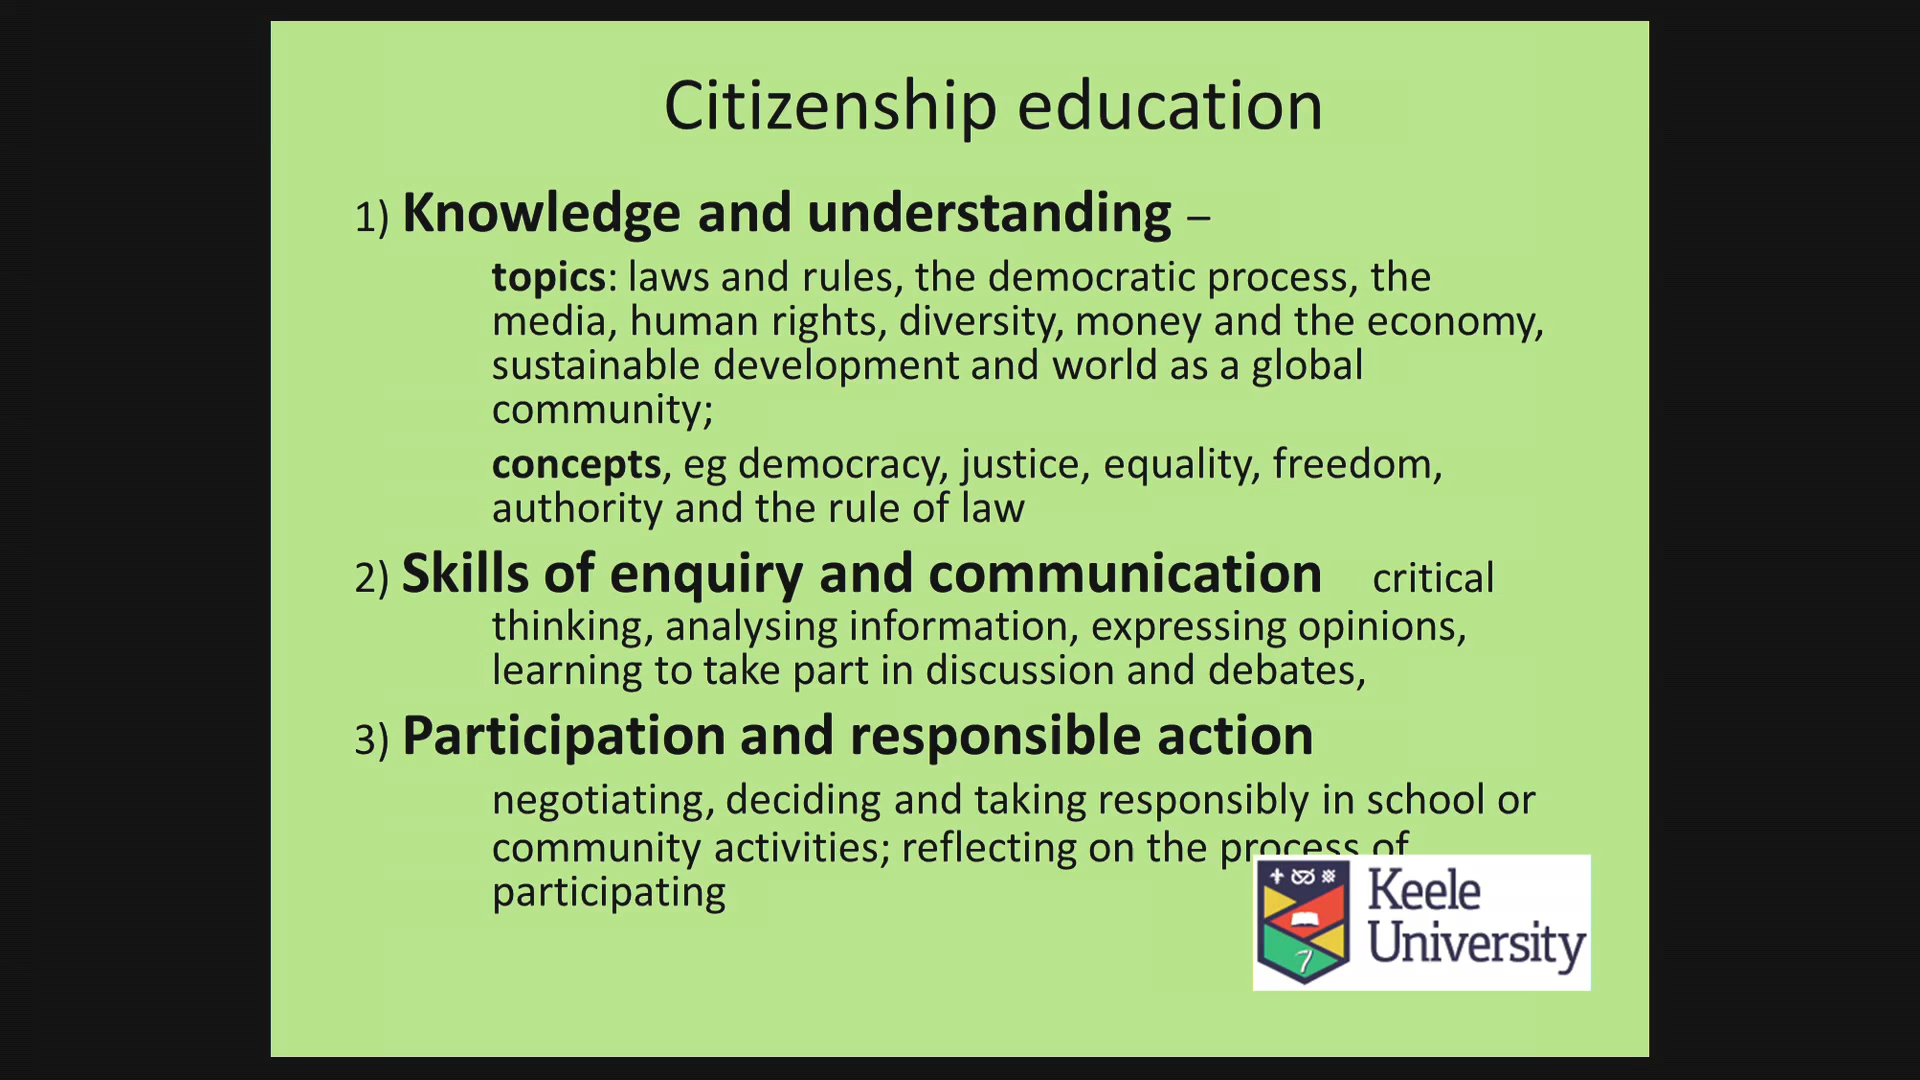 Citizenship education
1) Knowledge and understanding –
topics: laws and rules, the democratic process, the
media, human rights, diversity, money and the economy,
sustainable development and world as a global
community;
concepts, eg democracy, justice, equality, freedom,
authority and the rule of law
2) Skills of enquiry and communication critical
thinking, analysing information, expressing opinions,
learning to take part in discussion and debates,
3) Participation and responsible action
negotiating, deciding and taking responsibly in school or
community activities; reflecting on the process of
participating
Keele
University